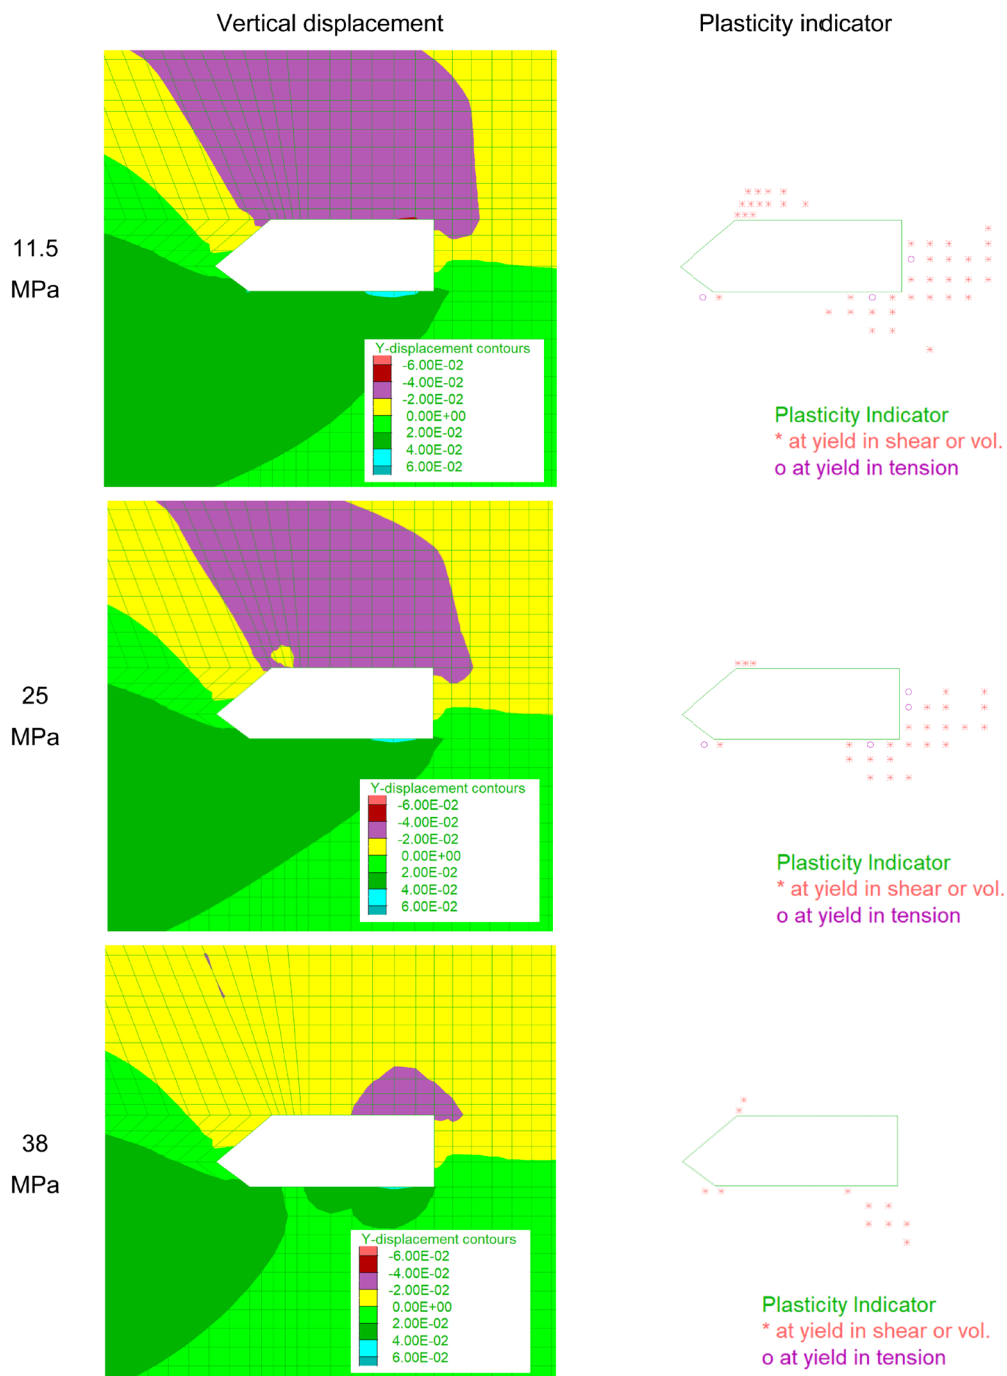 Vertical displacement
Plasticity indicator
11.5
MPa
Y-displacement contours
-6.00E-02
-4.00E-02
-2.00E-02
0.00E+00
2.00E-02
4.00E-02
6.00E-02
Plasticity Indicator
* at yield in shear or vol.
o at yield in tension
25
MPa
Y-displacement contours
-6.00E-02
-4.00E-02
-2.00E-02
0.00E+00
2.00E-02
4.00E-02
6.00E-02
Plasticity Indicator
* at yield in shear or vol.
o at yield in tension
38
MPa
Y-displacement contours
-6.00E-02
-4.00E-02
-2.00E-02
0.00E+00
2.00E-02
4.00E-02
6.00E-02
Plasticity Indicator
* at yield in shear or vol.
o at yield in tension